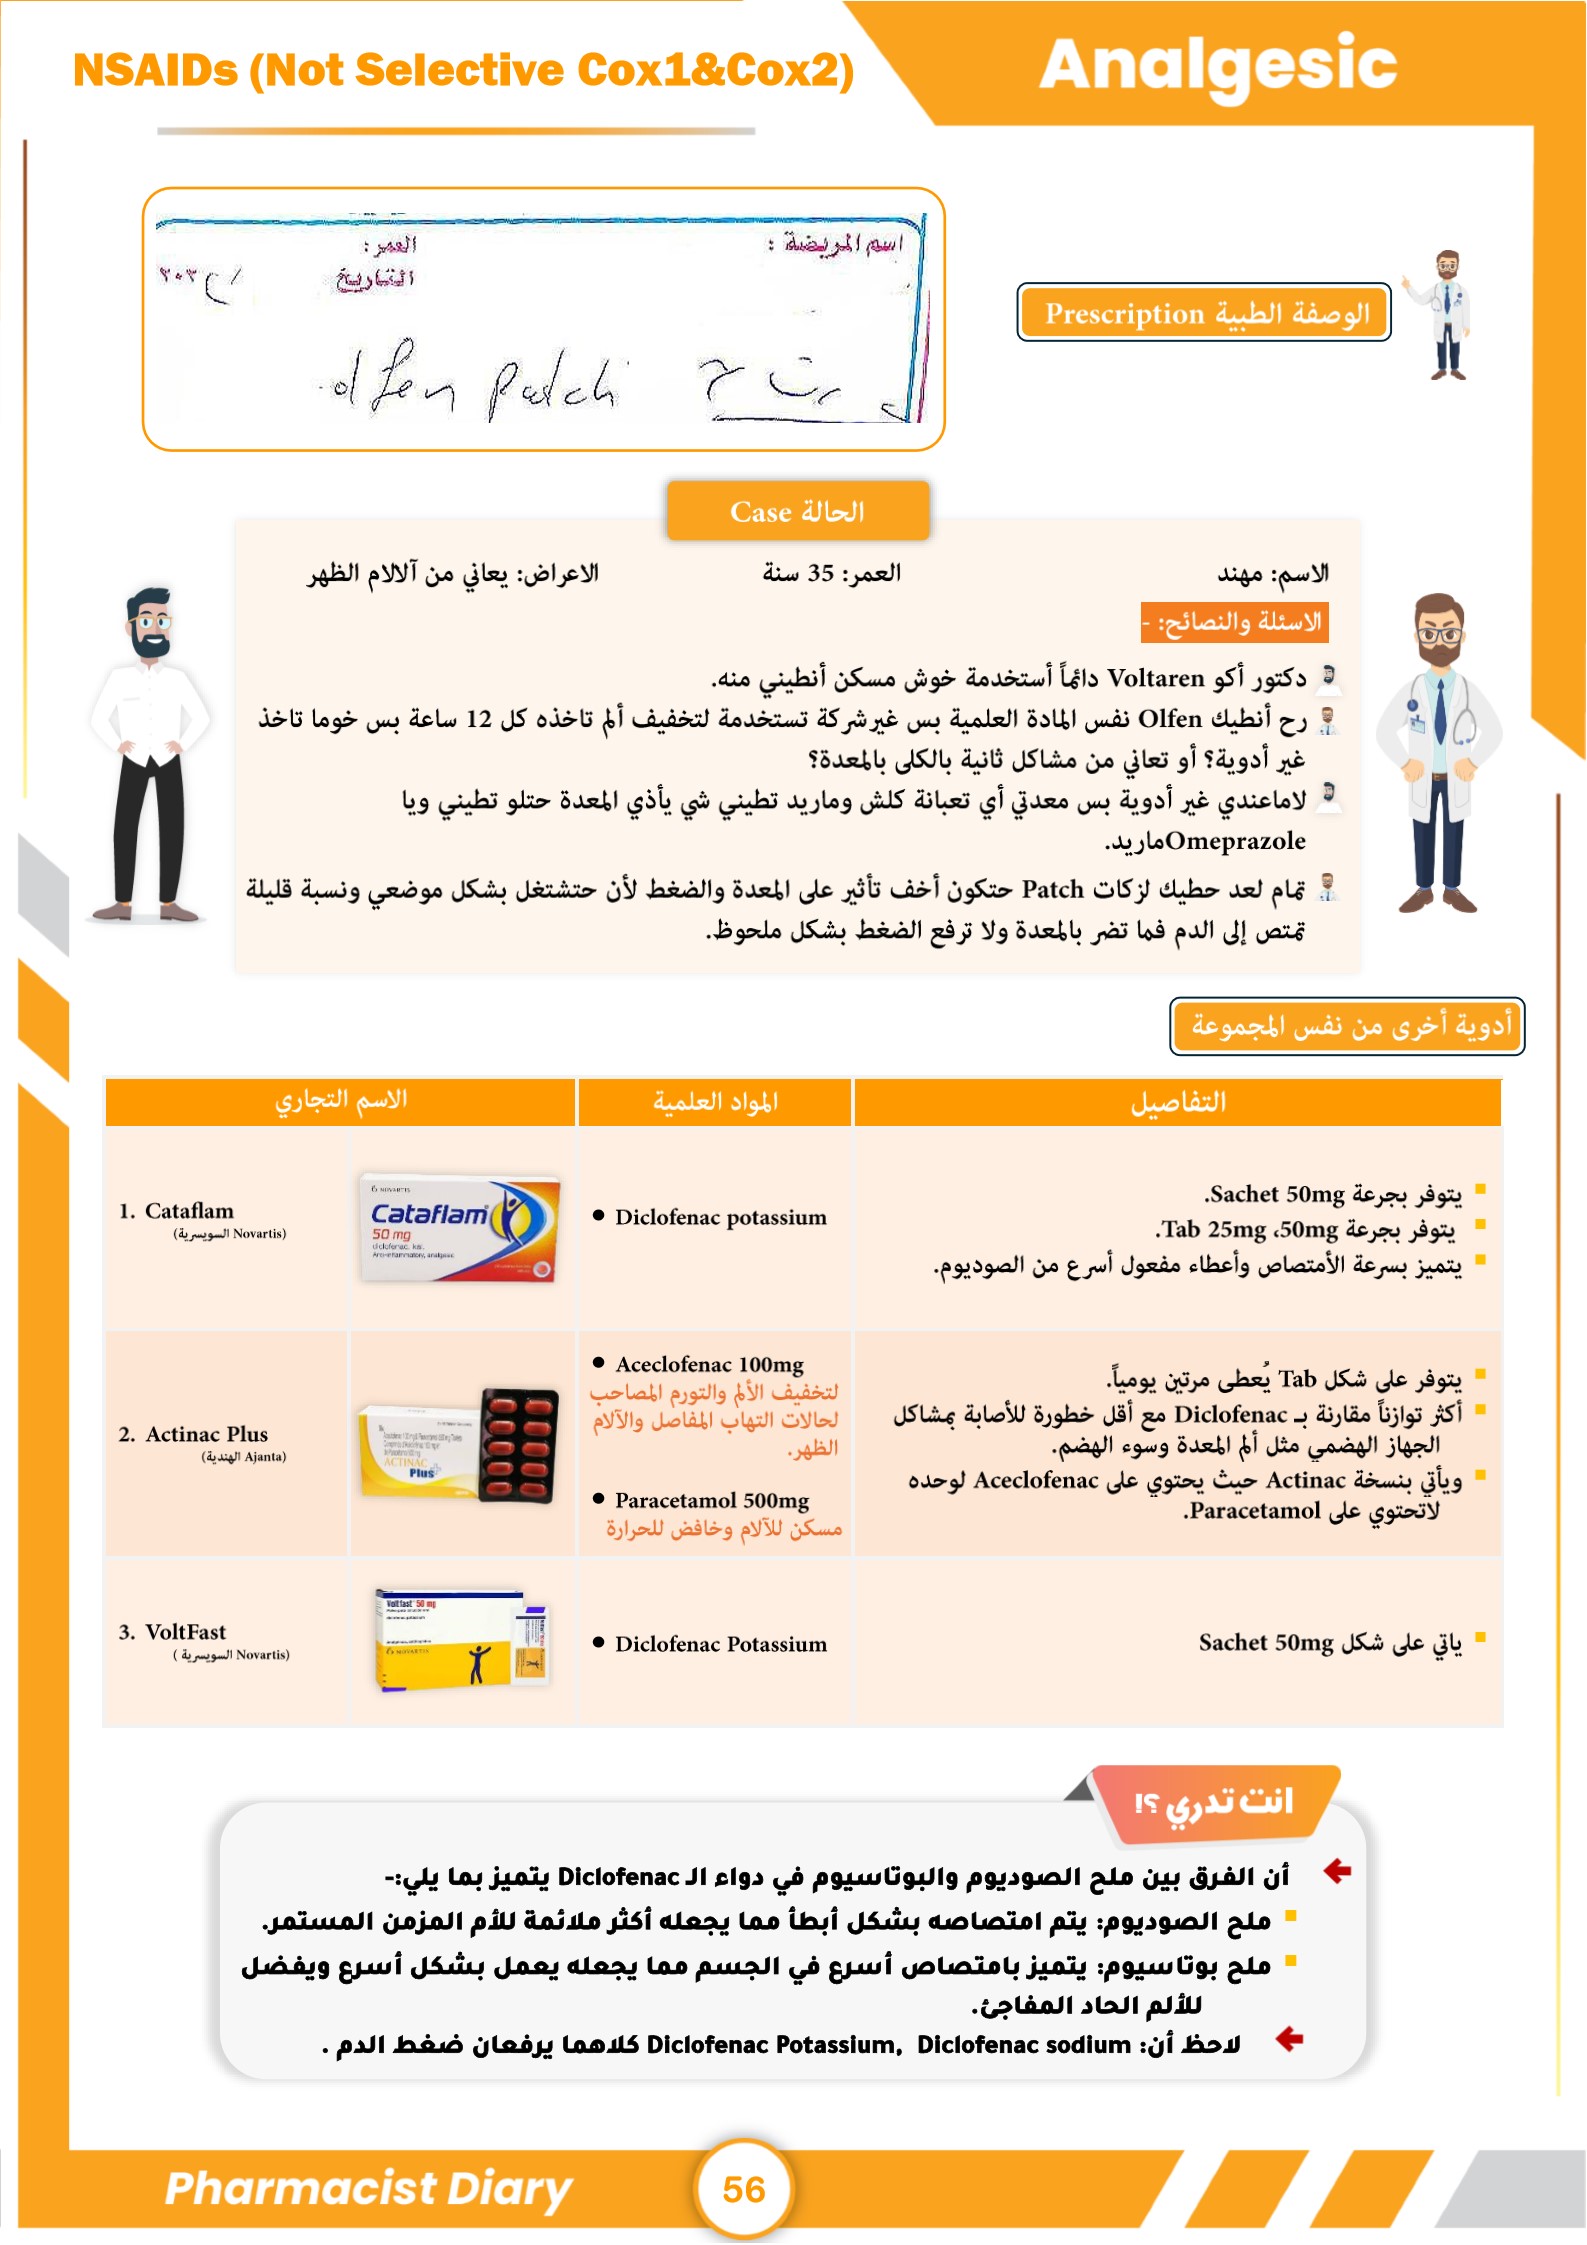 NSAIDs (Not Selective Cox1&Cox2)
Analgesic
الوصفة الطبية Prescription
اسم المريضة :
العمر:
التاريخ
olfen patch
الحالة Case
الاسم: مهند
العمر: 35 سنة
الاعراض: يعاني من آلالام الظهر
الاسئلة والنصائح: -
دكتور أكو Voltaren دائماً أستخدمة خوش مسكن أنطيني منه.
رح أنطيك Olfen نفس المادة العلمية بس غيرشركة تستخدمة لتخفيف ألم تاخذه كل 12 ساعة بس خوما تاخذ
غير أدوية؟ أو تعاني من مشاكل ثانية بالكلى بالمعدة؟
لاماعندي غير أدوية بس معدتي أي تعبانة كلش وماريد تطيني شي يأذي المعدة حتلو تطيني ويا
Omeprazoleماريد.
تمام لعد حطيك لزكات Patch حتكون أخف تأثير على المعدة والضغط لأن حتشتغل بشكل موضعي ونسبة قليلة
تمتص إلى الدم فما تضر بالمعدة ولا ترفع الضغط بشكل ملحوظ.
أدوية أخرى من نفس المجموعة
الاسم التجاري
المواد العلمية
التفاصيل
1. Cataflam
(السويسرية Novartis)
NOVARTIS
Cataflam
50 mg
Anti-inflammatory, analgesic
Diclofenac potassium
يتوفر بجرعة Sachet 50mg.
يتوفر بجرعة Tab 25mg ،50mg.
يتميز بسرعة الأمتصاص وأعطاء مفعول أسرع من الصوديوم.
2. Actinac Plus
(الهندية Ajanta)
ACTINAC
Plus
Aceclofenac 100mg
لتخفيف الألم والتورم المصاحب
لحالات التهاب المفاصل والآلام
الظهر.
Paracetamol 500mg
مسكن للآلام وخافض للحرارة
يتوفر على شكل Tab يُعطى مرتين يومياً.
أكثر توازناً مقارنة بـ Diclofenac مع أقل خطورة للأصابة بمشاكل
الجهاز الهضمي مثل ألم المعدة وسوء الهضم.
ويأتي بنسخة Actinac حيث يحتوي على Aceclofenac لوحده
لاتحتوي على Paracetamol.
3. VoltFast
(السويسرية Novartis)
Voltfast 50 mg
NOVARTIS
Diclofenac Potassium
ياتي على شكل Sachet 50mg
انت تدري ؟!
أن الفرق بين ملح الصوديوم والبوتاسيوم في دواء الـ Diclofenac يتميز بما يلي:-
ملح الصوديوم: يتم امتصاصه بشكل أبطأ مما يجعله أكثر ملائمة للأم المزمن المستمر.
ملح بوتاسيوم: يتميز بامتصاص أسرع في الجسم مما يجعله يعمل بشكل أسرع ويفضل
للألم الحاد المفاجئ.
لاحظ أن: Diclofenac Potassium, Diclofenac sodium كلاهما يرفعان ضغط الدم .
Pharmacist Diary
56